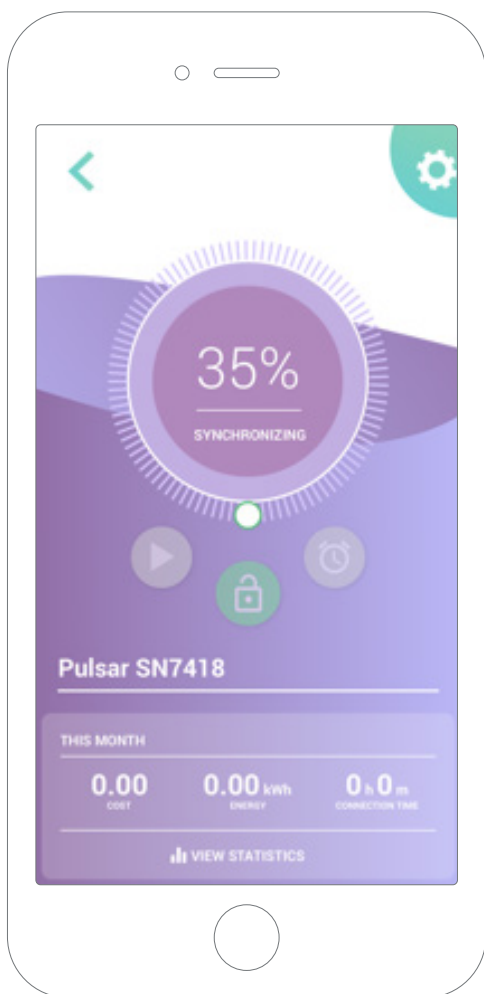 35%
SYNCHRONIZING
Pulsar SN7418
THIS MONTH
0.00 0.00 kWh 0 h 0 m
COST ENERGY CONNECTION TIME
VIEW STATISTICS